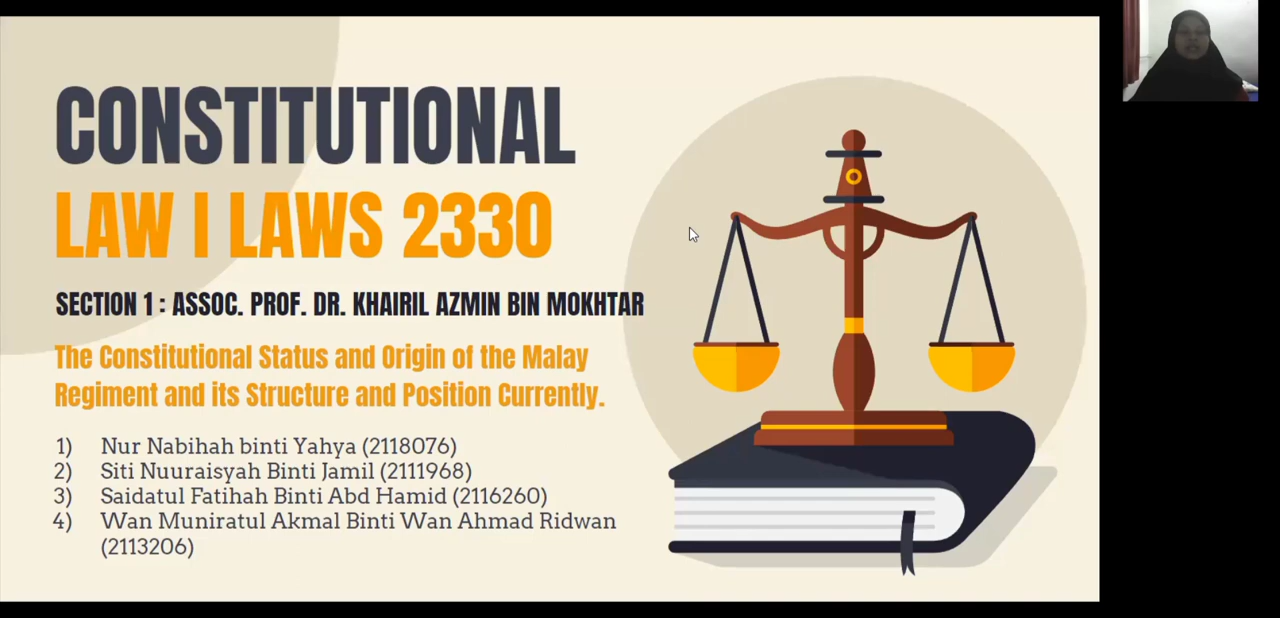 CONSTITUTIONAL
LAW I LAWS 2330
SECTION 1 : ASSOC. PROF. DR. KHAIRIL AZMIN BIN MOKHTAR
The Constitutional Status and Origin of the Malay
Regiment and its Structure and Position Currently.
1) Nur Nabihah binti Yahya (2118076)
2) Siti Nuuraisyah Binti Jamil (2111968)
3) Saidatul Fatihah Binti Abd Hamid (2116260)
4) Wan Muniratul Akmal Binti Wan Ahmad Ridwan
(2113206)